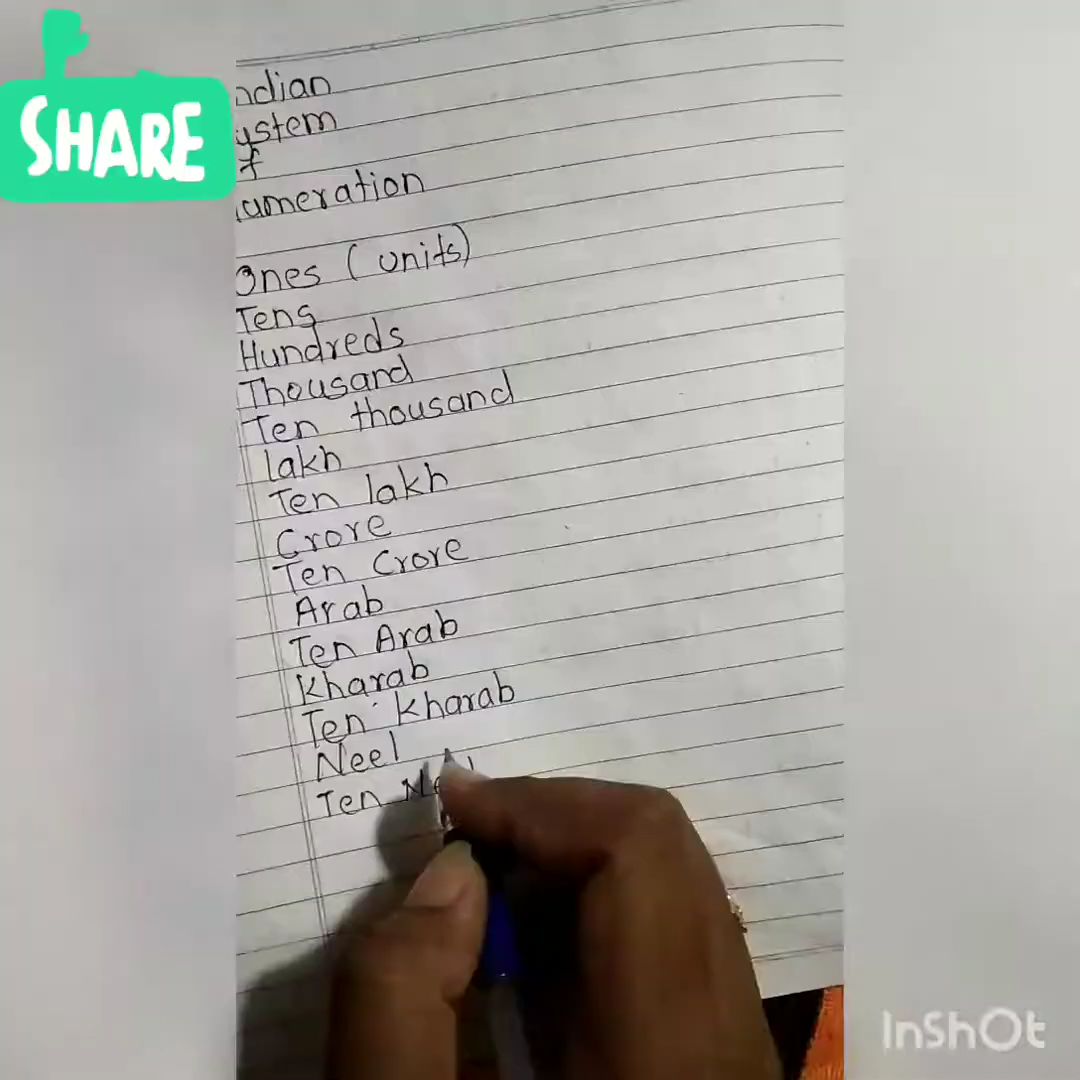 SHARE
ndian
ystem
f
umeration
Ones (units)
Tens
Hundreds
Thousand
Ten thousand
lakh
Ten lakh
Crore
Ten Crore
Arab
Ten Arab
Kharab
Ten Kharab
Neel
Ten
InShOt